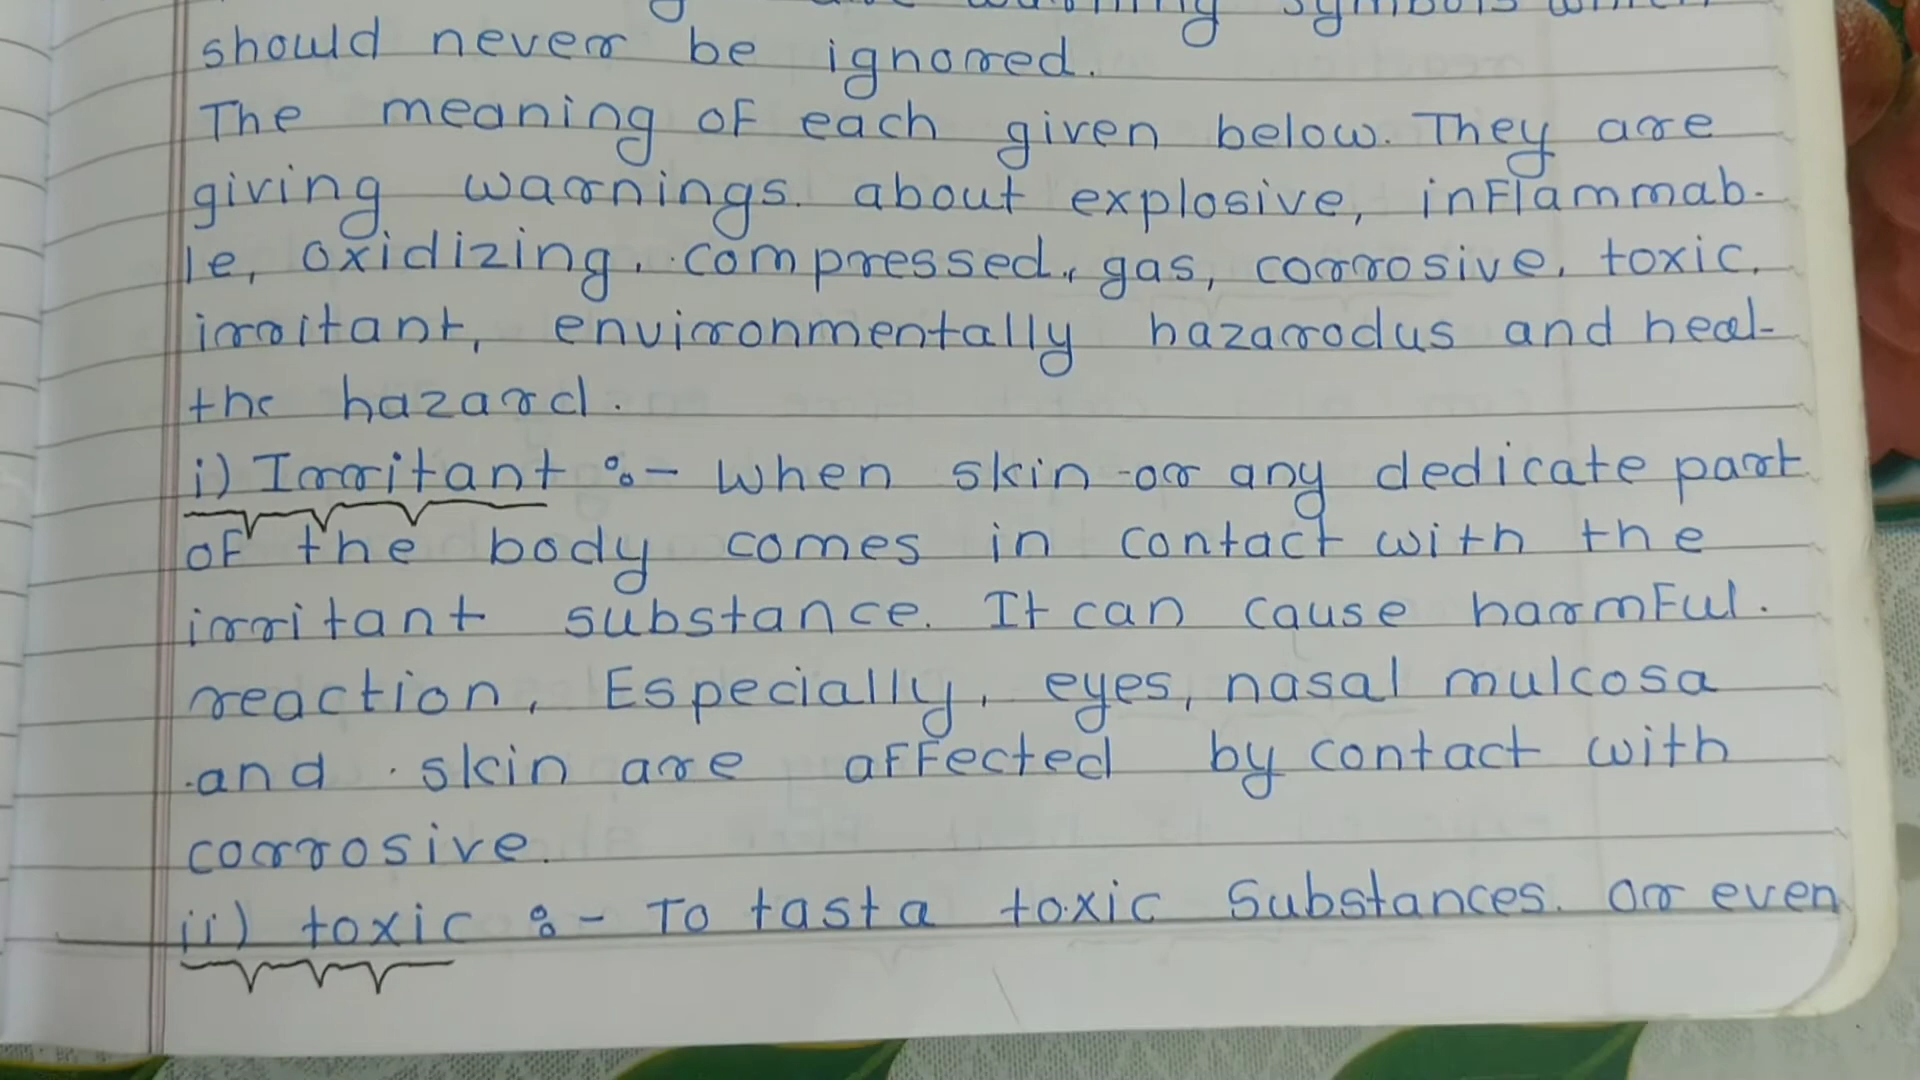 warning symbols which
should never be ignored.
The meaning of each given below. They are
giving warnings. about explosive, inflammab-
le, oxidizing, compressed, gas, corrosive, toxic,
irritant, environmentally hazarodus and heal-
the hazard.
i) Irritant :- When skin or any dedicate part
of the body comes in contact with the
irritant substance. It can cause harmful.
reaction, Especially, eyes, nasal mulcosa
and skin are affected by contact with
corrosive.
ii) toxic :- To tasta toxic substances. or even